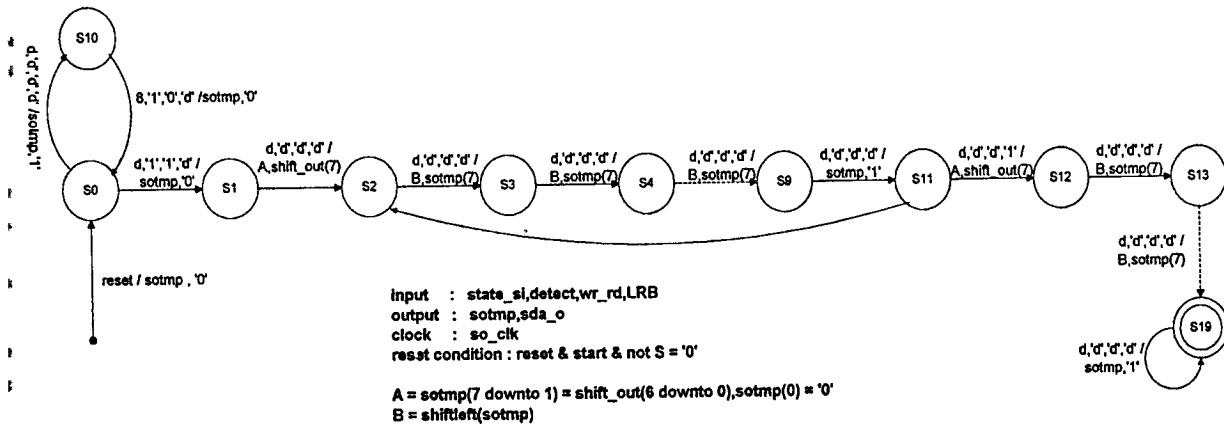 S10
d,'d','d','d' /sotmp,'1'
8,'1','0','d' /sotmp,'0'
S0
d,'1','1','d' /
sotmp,'0'
S1
d,'d','d','d' /
A,shift_out(7)
S2
d,'d','d','d' /
B,sotmp(7)
S3
d,'d','d','d' /
B,sotmp(7)
S4
d,'d','d','d' /
B,sotmp(7)
S9
d,'d','d','d' /
sotmp,'1'
S11
d,'d','d','1' /
A,shift_out(7)
S12
d,'d','d','d' /
B,sotmp(7)
S13
d,'d','d','d' /
B,sotmp(7)
S19
d,'d','d','d' /
sotmp,'1'
reset / sotmp , '0'
input : state_si,detect,wr_rd,LRB
output : sotmp,sda_o
clock : so_clk
reset condition : reset & start & not S = '0'
A = sotmp(7 downto 1) = shift_out(6 downto 0),sotmp(0) = '0'
B = shiftleft(sotmp)